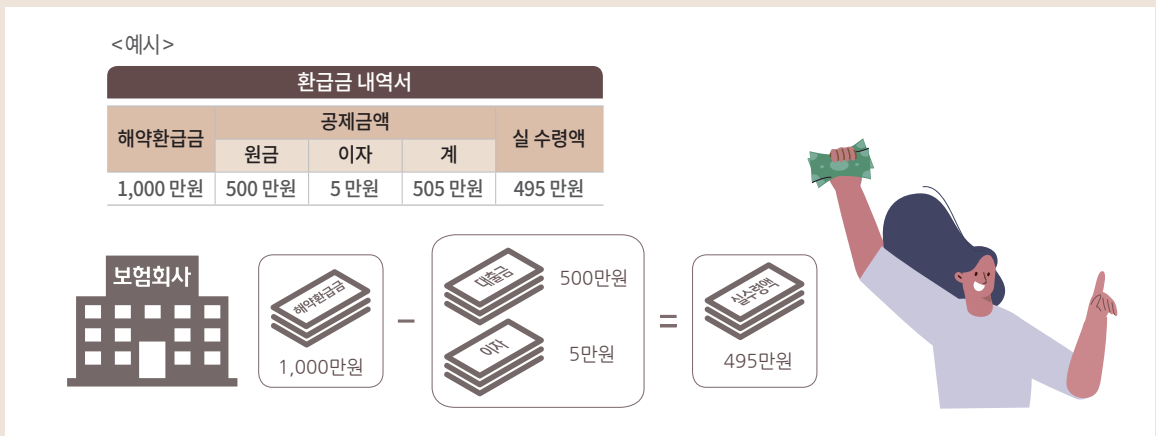 <예시>
환급금 내역서
해약환급금 공제금액 실 수령액
원금 이자 계
1,000 만원 500 만원 5 만원 505 만원 495 만원
보험회사
해약환급금
1,000만원
−
대출금 500만원
이자 5만원
=
실수령액
495만원